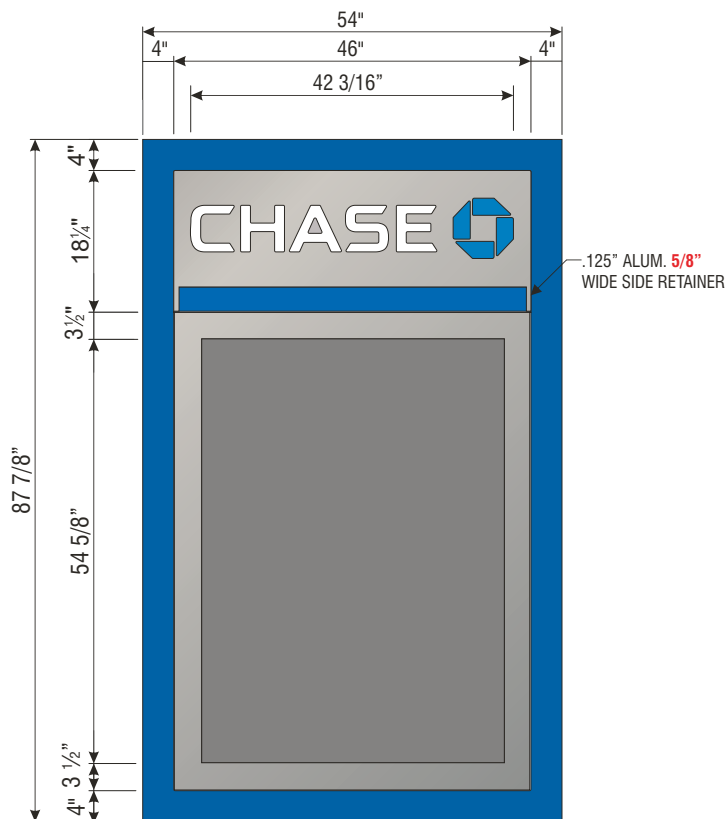 54"
4" 46" 4"
42 3/16”
4"
18¼"
CHASE
.125” ALUM. 5/8”
WIDE SIDE RETAINER
3½"
87 7/8”
54 5/8”
3 ½”
4"